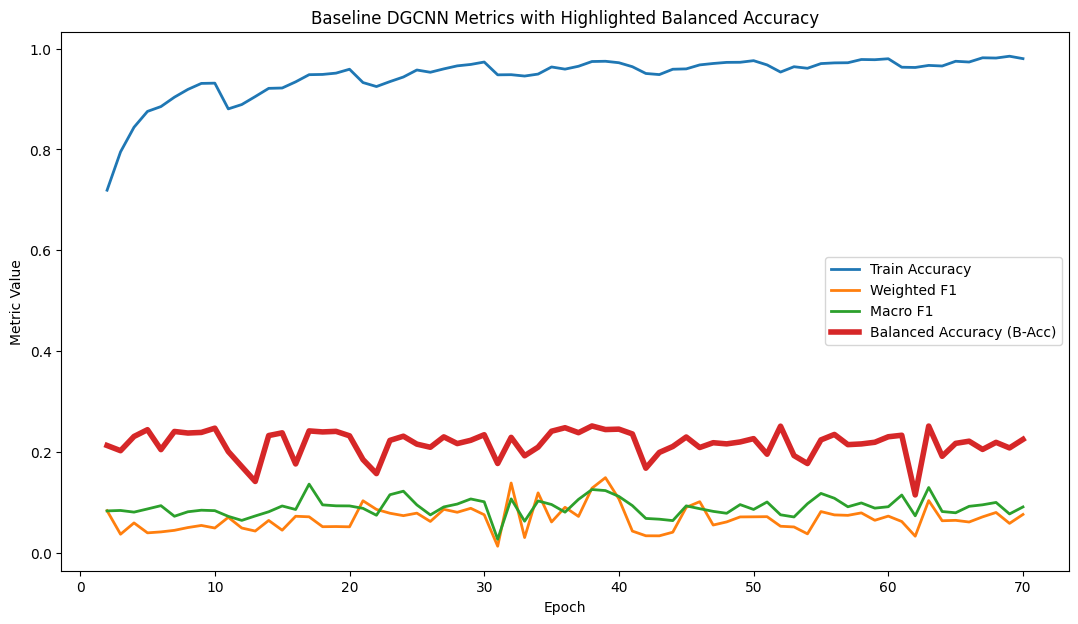 Baseline DGCNN Metrics with Highlighted Balanced Accuracy
1.0
0.8
0.6
0.4
0.2
0.0
Metric Value
Train Accuracy
Weighted F1
Macro F1
Balanced Accuracy (B-Acc)
0 10 20 30 40 50 60 70
Epoch